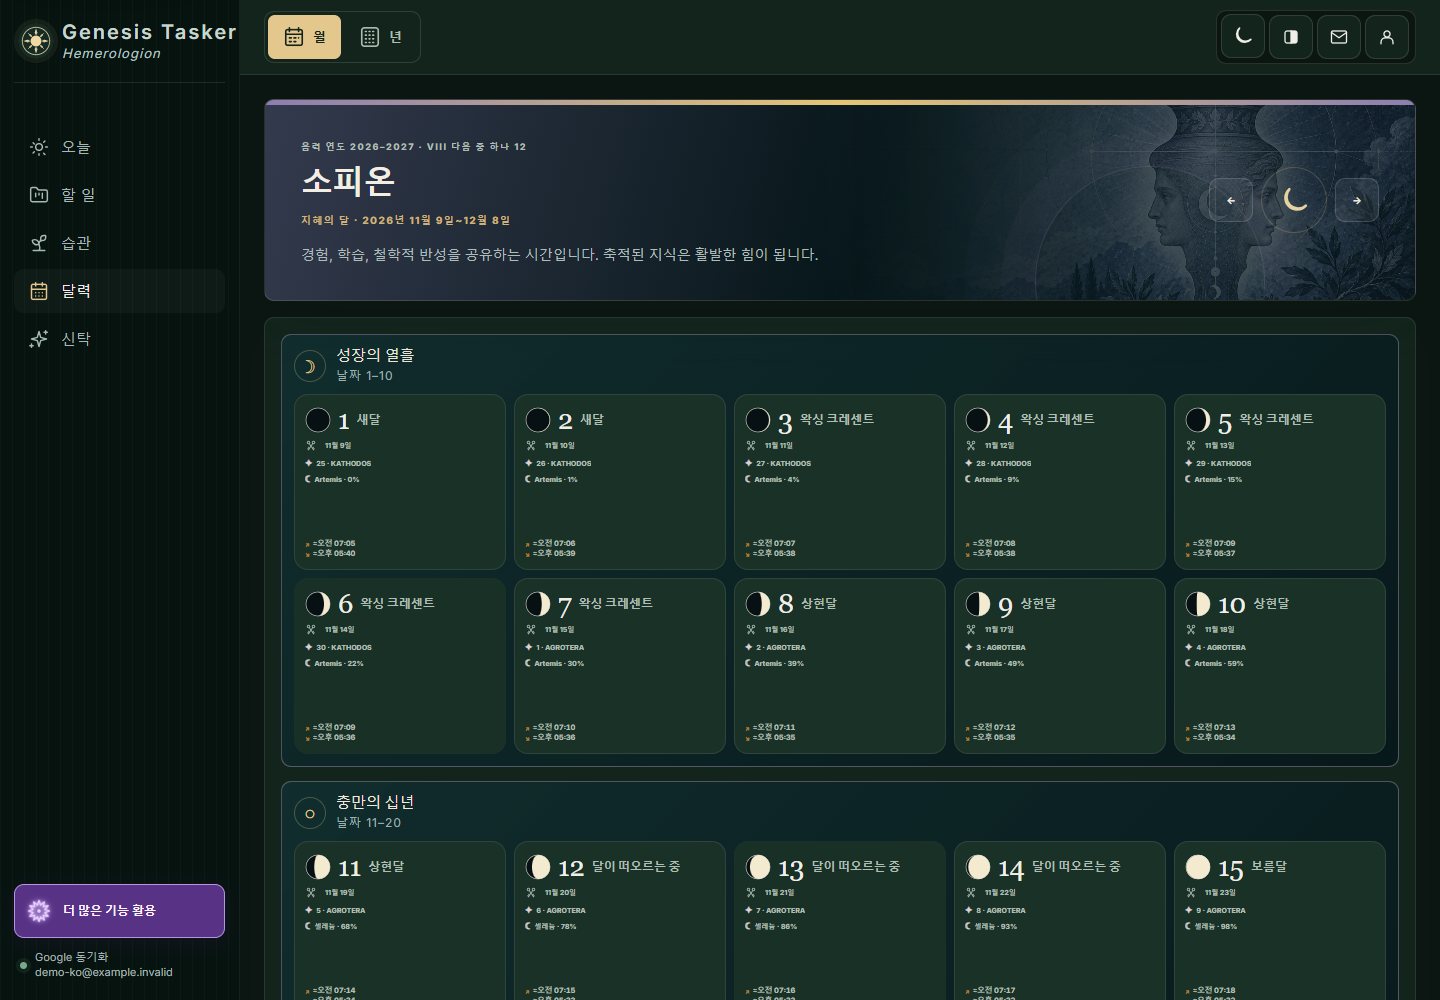 Genesis Tasker
Hemerologion
오늘
할 일
습관
달력
신탁
더 많은 기능 활용
Google 동기화
demo-ko@example.invalid
월
년
음력 연도 2026–2027 · VIII 다음 중 하나 12
소피온
지혜의 달 · 2026년 11월 9일~12월 8일
경험, 학습, 철학적 반성을 공유하는 시간입니다. 축적된 지식은 활발한 힘이 됩니다.
성장의 열흘
날짜 1–10
1 새달
11월 9일
25 · KATHODOS
Artemis · 0%
≈오전 07:05
≈오후 05:40
2 새달
11월 10일
26 · KATHODOS
Artemis · 1%
≈오전 07:06
≈오후 05:39
3 왁싱 크레센트
11월 11일
27 · KATHODOS
Artemis · 4%
≈오전 07:07
≈오후 05:38
4 왁싱 크레센트
11월 12일
28 · KATHODOS
Artemis · 9%
≈오전 07:08
≈오후 05:38
5 왁싱 크레센트
11월 13일
29 · KATHODOS
Artemis · 15%
≈오전 07:09
≈오후 05:37
6 왁싱 크레센트
11월 14일
30 · KATHODOS
Artemis · 22%
≈오전 07:09
≈오후 05:36
7 왁싱 크레센트
11월 15일
1 · AGROTERA
Artemis · 30%
≈오전 07:10
≈오후 05:36
8 상현달
11월 16일
2 · AGROTERA
Artemis · 39%
≈오전 07:11
≈오후 05:35
9 상현달
11월 17일
3 · AGROTERA
Artemis · 49%
≈오전 07:12
≈오후 05:35
10 상현달
11월 18일
4 · AGROTERA
Artemis · 59%
≈오전 07:13
≈오후 05:34
충만의 십년
날짜 11–20
11 상현달
11월 19일
5 · AGROTERA
셀레늄 · 68%
≈오전 07:14
12 달이 떠오르는 중
11월 20일
6 · AGROTERA
셀레늄 · 78%
≈오전 07:15
13 달이 떠오르는 중
11월 21일
7 · AGROTERA
셀레늄 · 86%
≈오전 07:16
14 달이 떠오르는 중
11월 22일
8 · AGROTERA
셀레늄 · 93%
≈오전 07:17
15 보름달
11월 23일
9 · AGROTERA
셀레늄 · 98%
≈오전 07:18